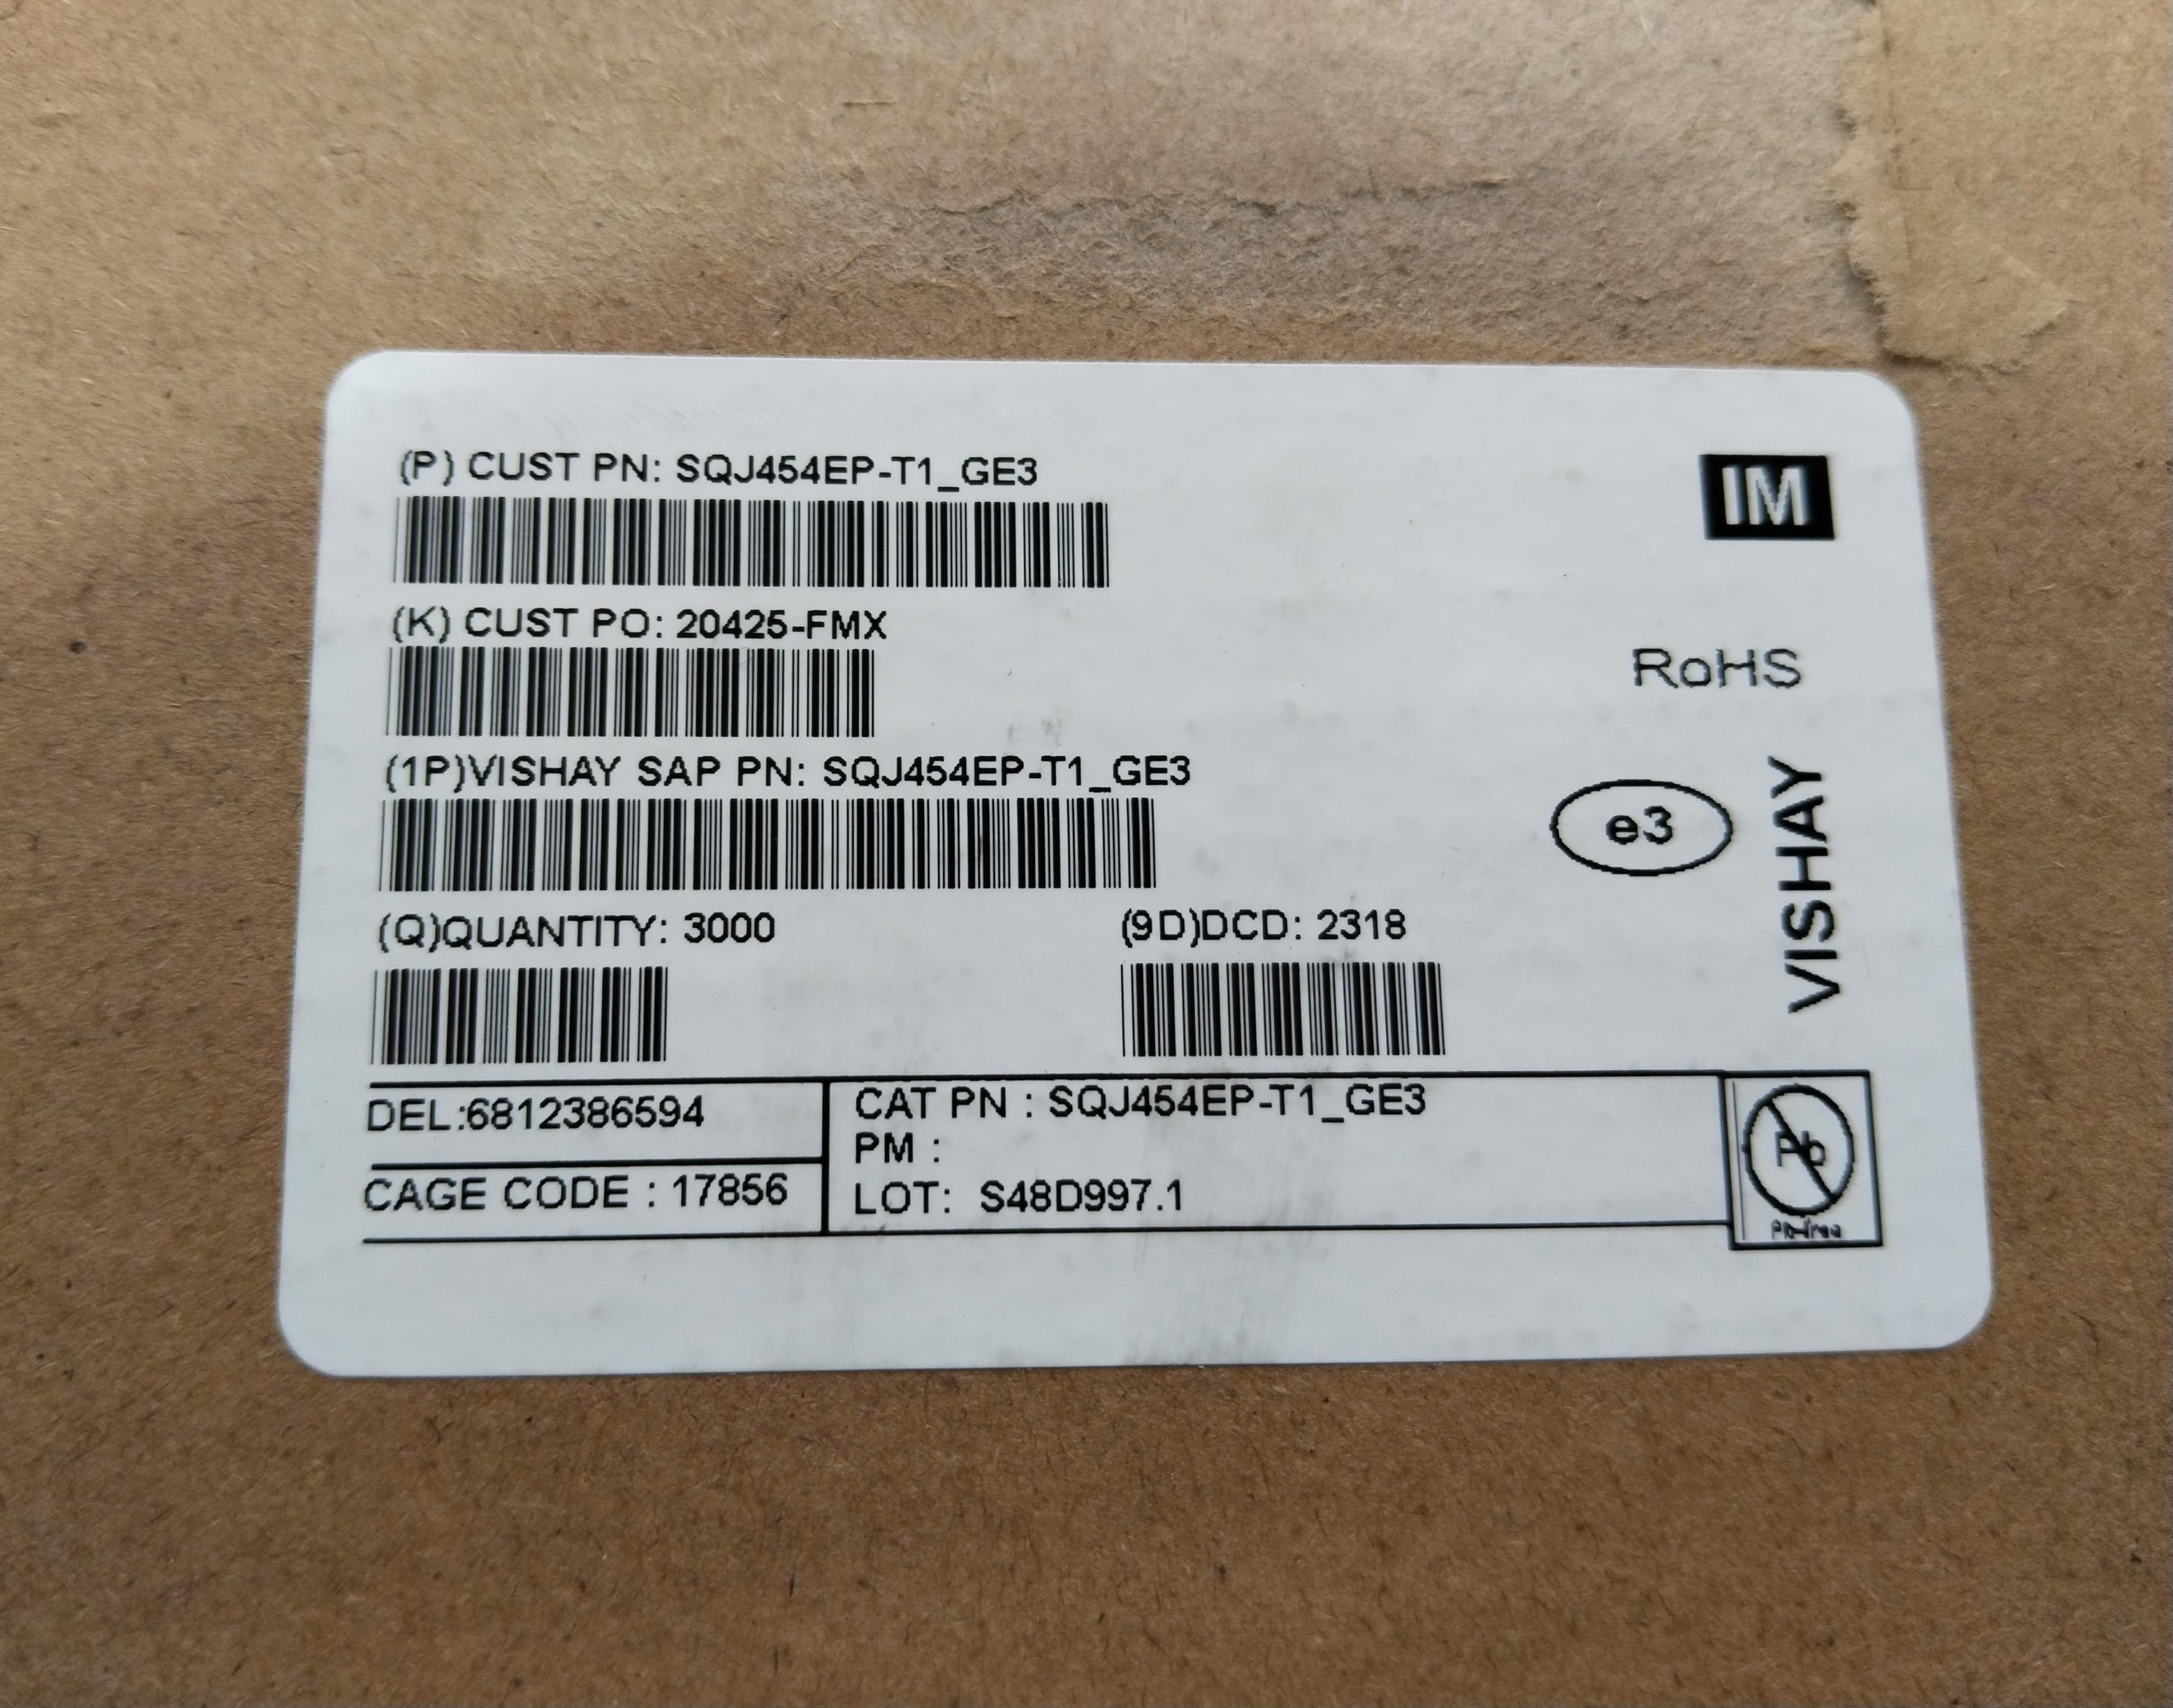 (P) CUST PN: SQJ454EP-T1_GE3
IM
(K) CUST PO: 20425-FMX
RoHS
(1P)VISHAY SAP PN: SQJ454EP-T1_GE3
e3
VISHAY
(Q)QUANTITY: 3000
(9D)DCD: 2318
DEL:6812386594
CAGE CODE : 17856
CAT PN : SQJ454EP-T1_GE3
PM :
LOT: S48D997.1
Pb
Pb-free